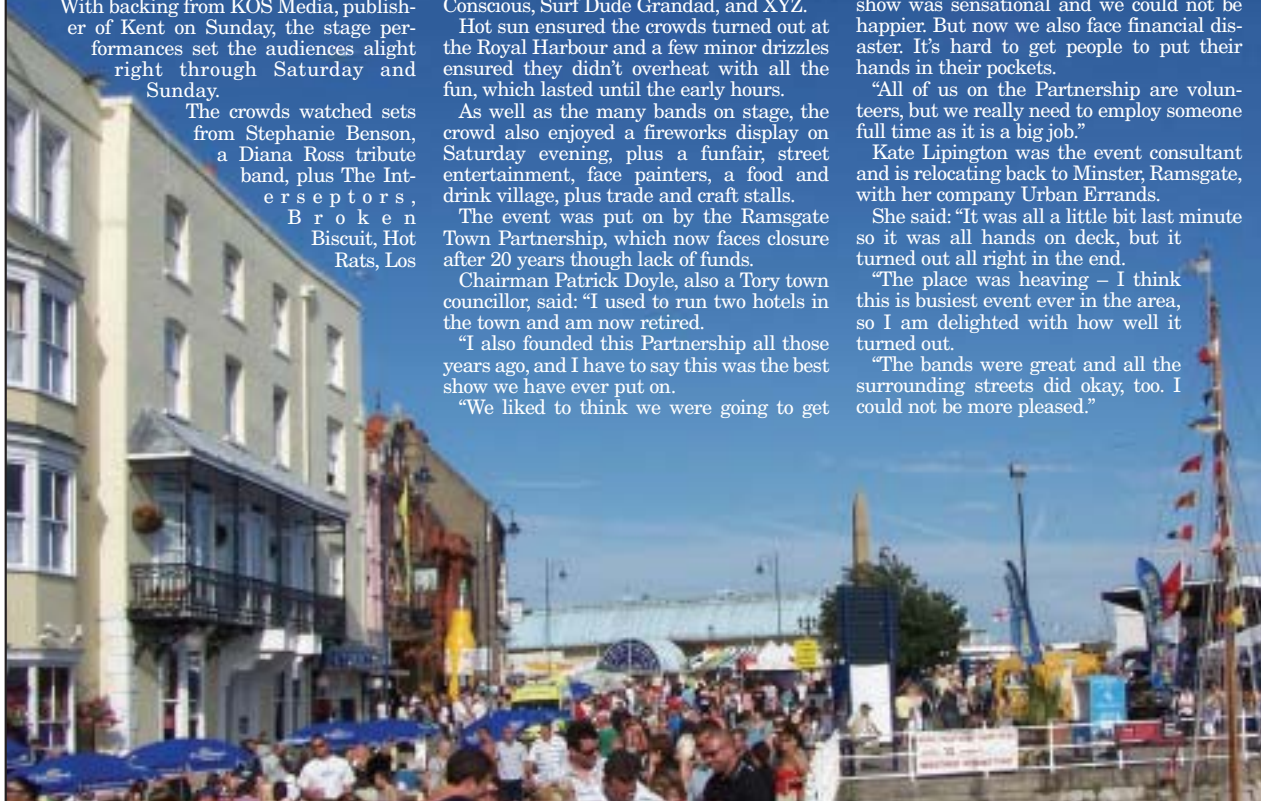 With backing from KOS Media, publish-
er of Kent on Sunday, the stage per-
formances set the audiences alight
right through Saturday and
Sunday.
The crowds watched sets
from Stephanie Benson,
a Diana Ross tribute
band, plus The Int-
erseptors,
Broken
Biscuit, Hot
Rats, Los
Conscious, Surf Dude Grandad, and XYZ.
Hot sun ensured the crowds turned out at
the Royal Harbour and a few minor drizzles
ensured they didn't overheat with all the
fun, which lasted until the early hours.
As well as the many bands on stage, the
crowd also enjoyed a fireworks display on
Saturday evening, plus a funfair, street
entertainment, face painters, a food and
drink village, plus trade and craft stalls.
The event was put on by the Ramsgate
Town Partnership, which now faces closure
after 20 years though lack of funds.
Chairman Patrick Doyle, also a Tory town
councillor, said: "I used to run two hotels in
the town and am now retired.
"I also founded this Partnership all those
years ago, and I have to say this was the best
show we have ever put on.
"We liked to think we were going to get
show was sensational and we could not be
happier. But now we also face financial dis-
aster. It's hard to get people to put their
hands in their pockets.
"All of us on the Partnership are volun-
teers, but we really need to employ someone
full time as it is a big job."
Kate Lipington was the event consultant
and is relocating back to Minster, Ramsgate,
with her company Urban Errands.
She said: "It was all a little bit last minute
so it was all hands on deck, but it
turned out all right in the end.
"The place was heaving – I think
this is busiest event ever in the area,
so I am delighted with how well it
turned out.
"The bands were great and all the
surrounding streets did okay, too. I
could not be more pleased."